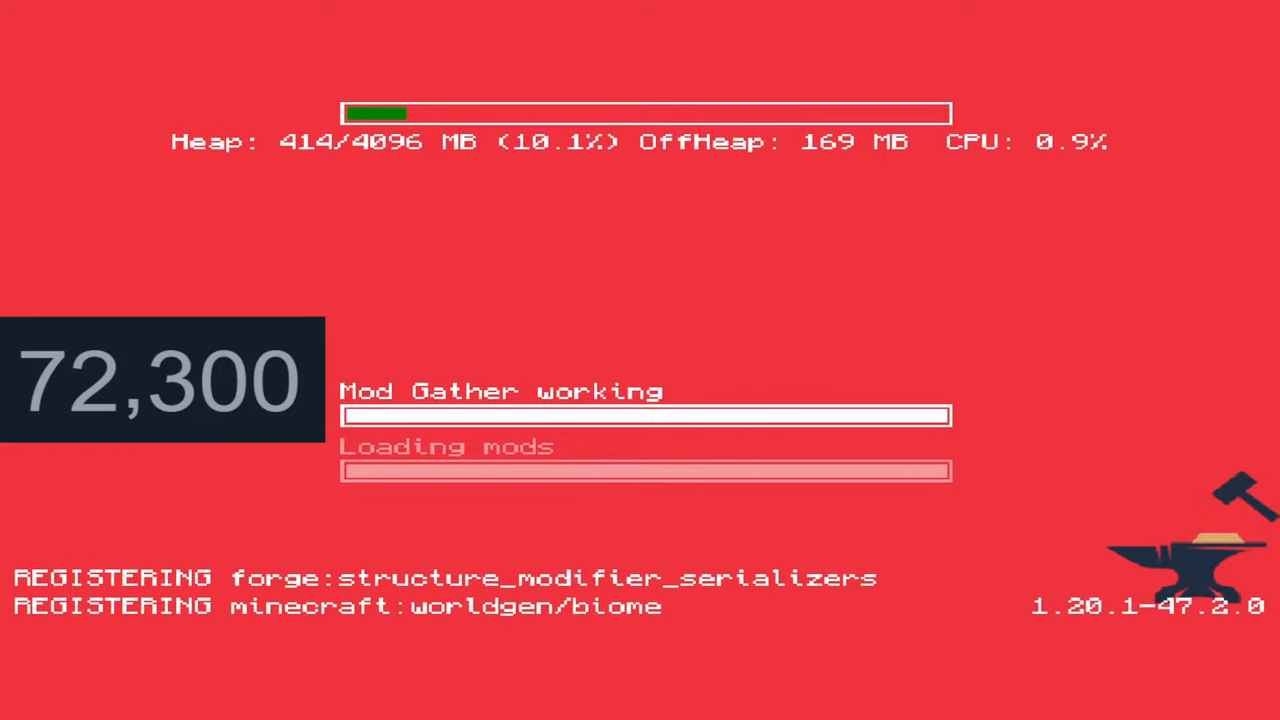 Heap: 414/4096 MB (10.1%) OffHeap: 169 MB CPU: 0.9%
72,300
Mod Gather working
Loading mods
REGISTERING forge:structure_modifier_serializers
REGISTERING minecraft:worldgen/biome
1.20.1-47.2.0